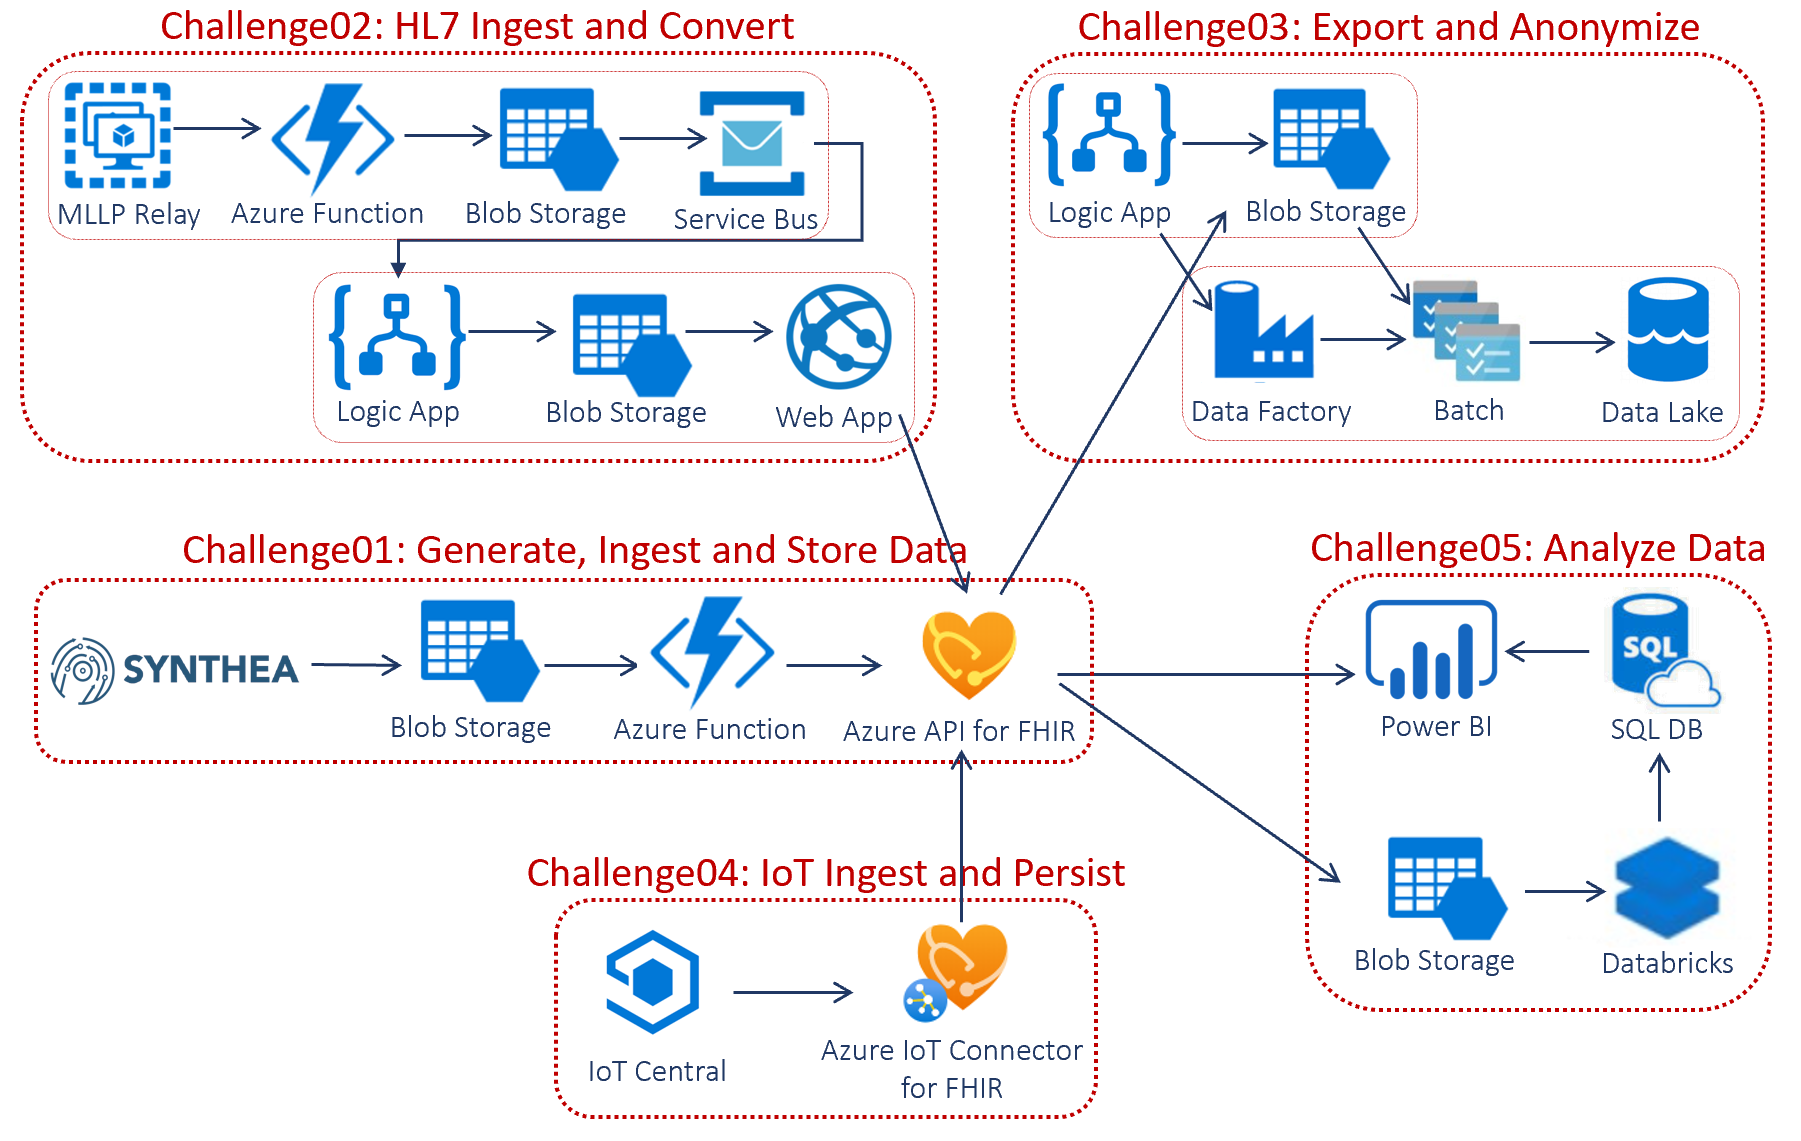 Challenge02: HL7 Ingest and Convert
MLLP Relay
Azure Function
Blob Storage
Service Bus
Logic App
Blob Storage
Web App
Challenge03: Export and Anonymize
Logic App
Blob Storage
Data Factory
Batch
Data Lake
Challenge01: Generate, Ingest and Store Data
SYNTHEA
Blob Storage
Azure Function
Azure API for FHIR
Challenge05: Analyze Data
Power BI
SQL
SQL DB
Blob Storage
Databricks
Challenge04: IoT Ingest and Persist
IoT Central
Azure IoT Connector
for FHIR